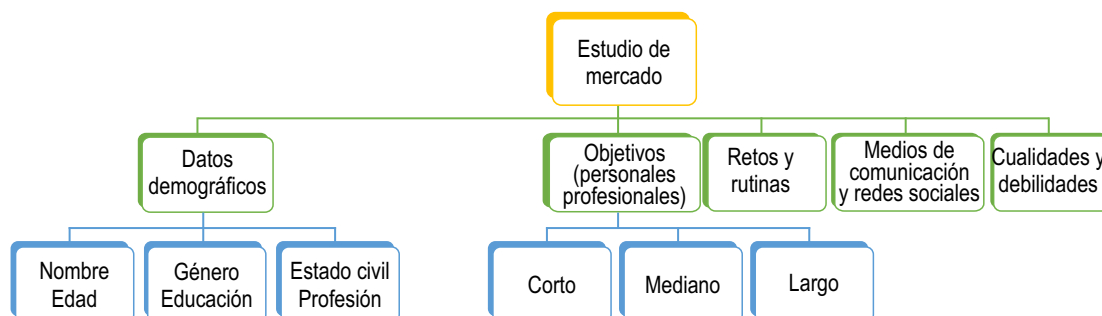 Estudio de
mercado
Datos
demográficos
Objetivos
(personales
profesionales)
Retos y
rutinas
Medios de
comunicación
y redes sociales
Cualidades y
debilidades
Nombre
Edad
Género
Educación
Estado civil
Profesión
Corto
Mediano
Largo